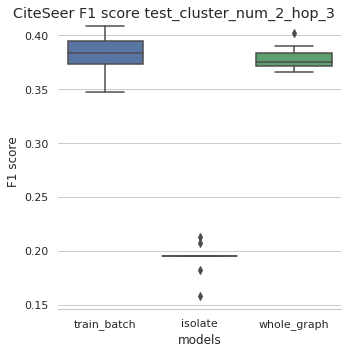 CiteSeer F1 score test_cluster_num_2_hop_3
0.40
0.35
0.30
0.25
0.20
0.15
F1 score
train_batch isolate whole_graph
models